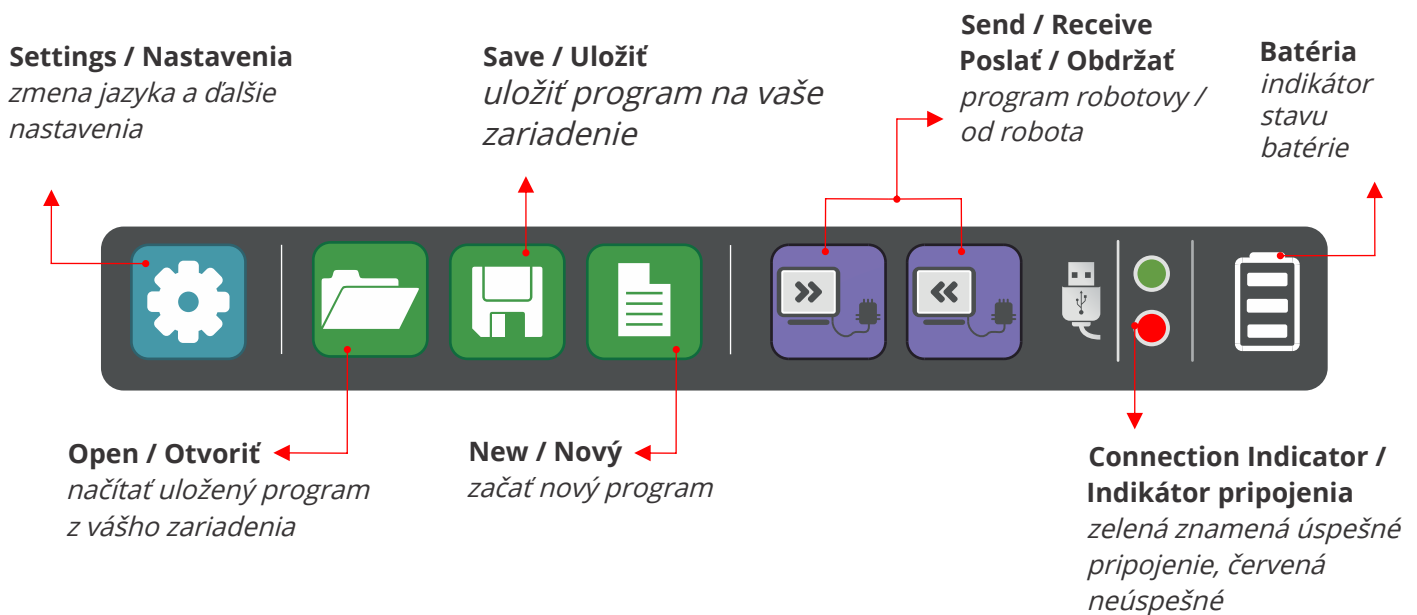 Settings / Nastavenia
zmena jazyka a ďalšie
nastavenia
Save / Uložiť
uložiť program na vaše
zariadenie
Send / Receive
Poslať / Obdržať
program robotovy /
od robota
Batéria
indikátor
stavu
batérie
Open / Otvoriť
načítať uložený program
z vášho zariadenia
New / Nový
začať nový program
Connection Indicator /
Indikátor pripojenia
zelená znamená úspešné
pripojenie, červená
neúspešné